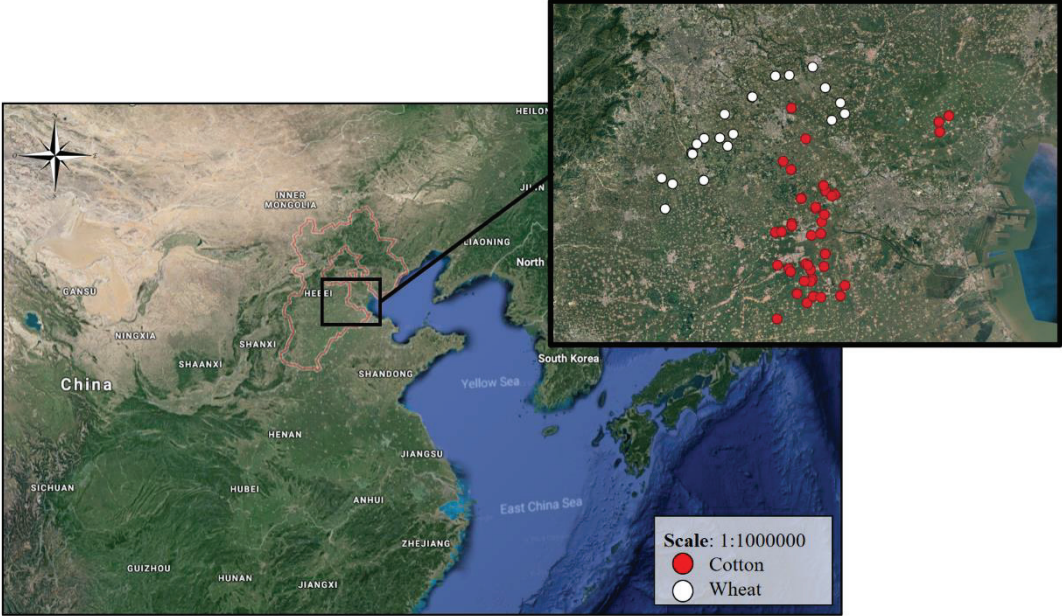 HEILON
INNER
MONGOLIA
JILIN
LIAONING
North
GANSU
HEBEI
NINGXIA
SHANXI
SHAANXI
South Korea
China
SHANDONG
Yellow Sea
HENAN
JIANGSU
SICHUAN
HUBEI
ANHUI
East China Sea
ZHEJIANG
GUIZHOU
HUNAN
JIANGXI
Scale: 1:1000000
Cotton
Wheat